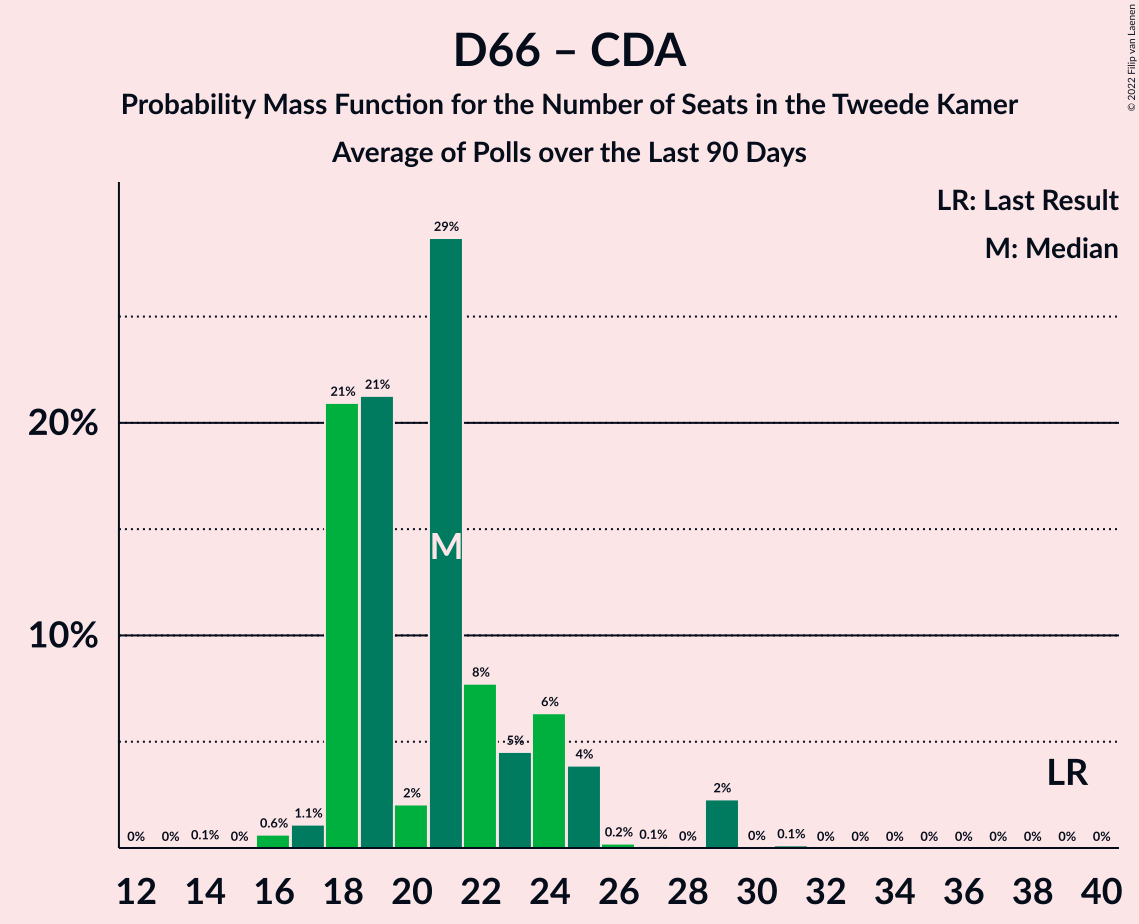 D66 – CDA
Probability Mass Function for the Number of Seats in the Tweede Kamer
Average of Polls over the Last 90 Days
© 2022 Filip van Laenen
LR: Last Result
M: Median
29%
21% 21%
20%
M
10%
8%
6%
5%
4%
LR
2% 2%
0% 0% 0.1% 0% 0.6% 1.1% 0.2% 0.1% 0% 0% 0.1% 0% 0% 0% 0% 0% 0% 0% 0% 0%
12 14 16 18 20 22 24 26 28 30 32 34 36 38 40